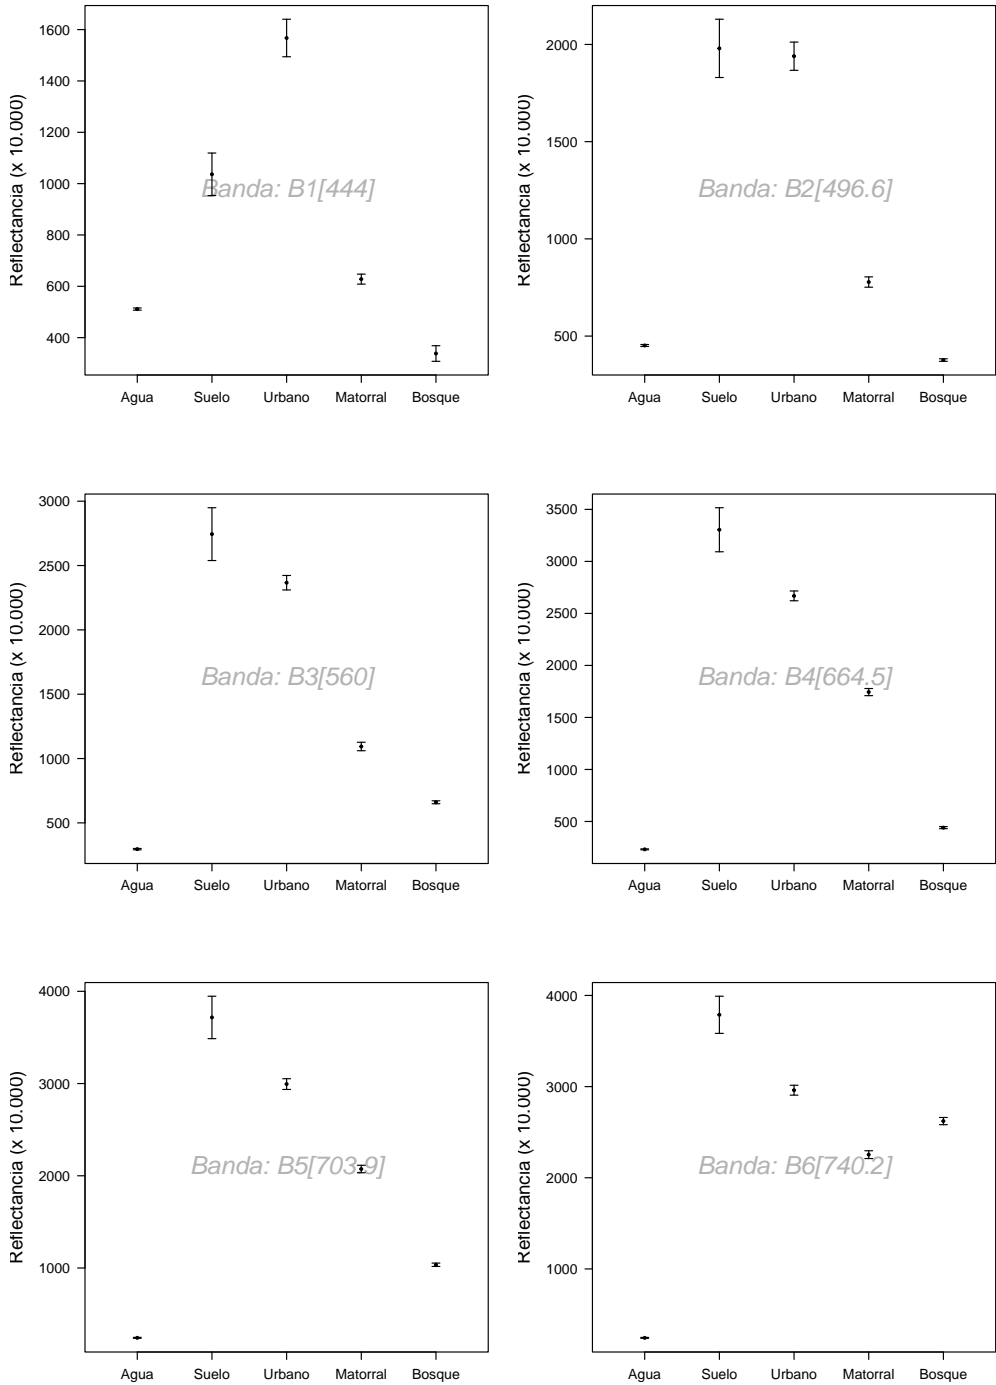 Reflectancia (x 10.000)
1600
1400
1200
1000
800
600
400
Banda: B1[444]
Agua Suelo Urbano Matorral Bosque
Reflectancia (x 10.000)
2000
1500
1000
500
Banda: B2[496.6]
Agua Suelo Urbano Matorral Bosque
Reflectancia (x 10.000)
3000
2500
2000
1500
1000
500
Banda: B3[560]
Agua Suelo Urbano Matorral Bosque
Reflectancia (x 10.000)
3500
3000
2500
2000
1500
1000
500
Banda: B4[664.5]
Agua Suelo Urbano Matorral Bosque
Reflectancia (x 10.000)
4000
3000
2000
1000
Banda: B5[703.9]
Agua Suelo Urbano Matorral Bosque
Reflectancia (x 10.000)
4000
3000
2000
1000
Banda: B6[740.2]
Agua Suelo Urbano Matorral Bosque